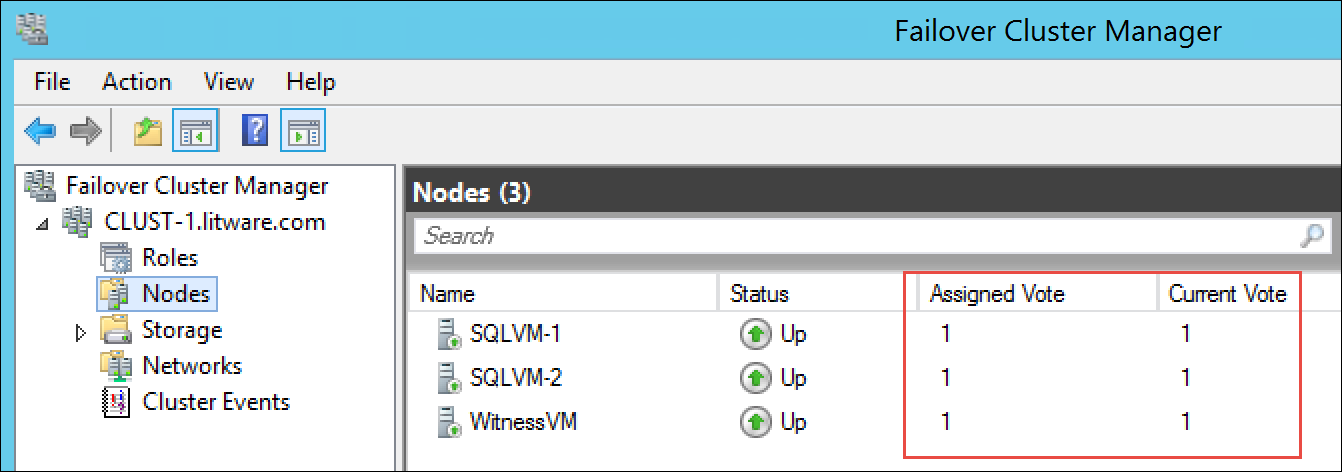 Failover Cluster Manager
File Action View Help
Failover Cluster Manager
CLUST-1.litware.com
Roles
Nodes
Storage
Networks
Cluster Events
Nodes (3)
Search
Name Status Assigned Vote Current Vote
SQLVM-1 Up 1 1
SQLVM-2 Up 1 1
WitnessVM Up 1 1